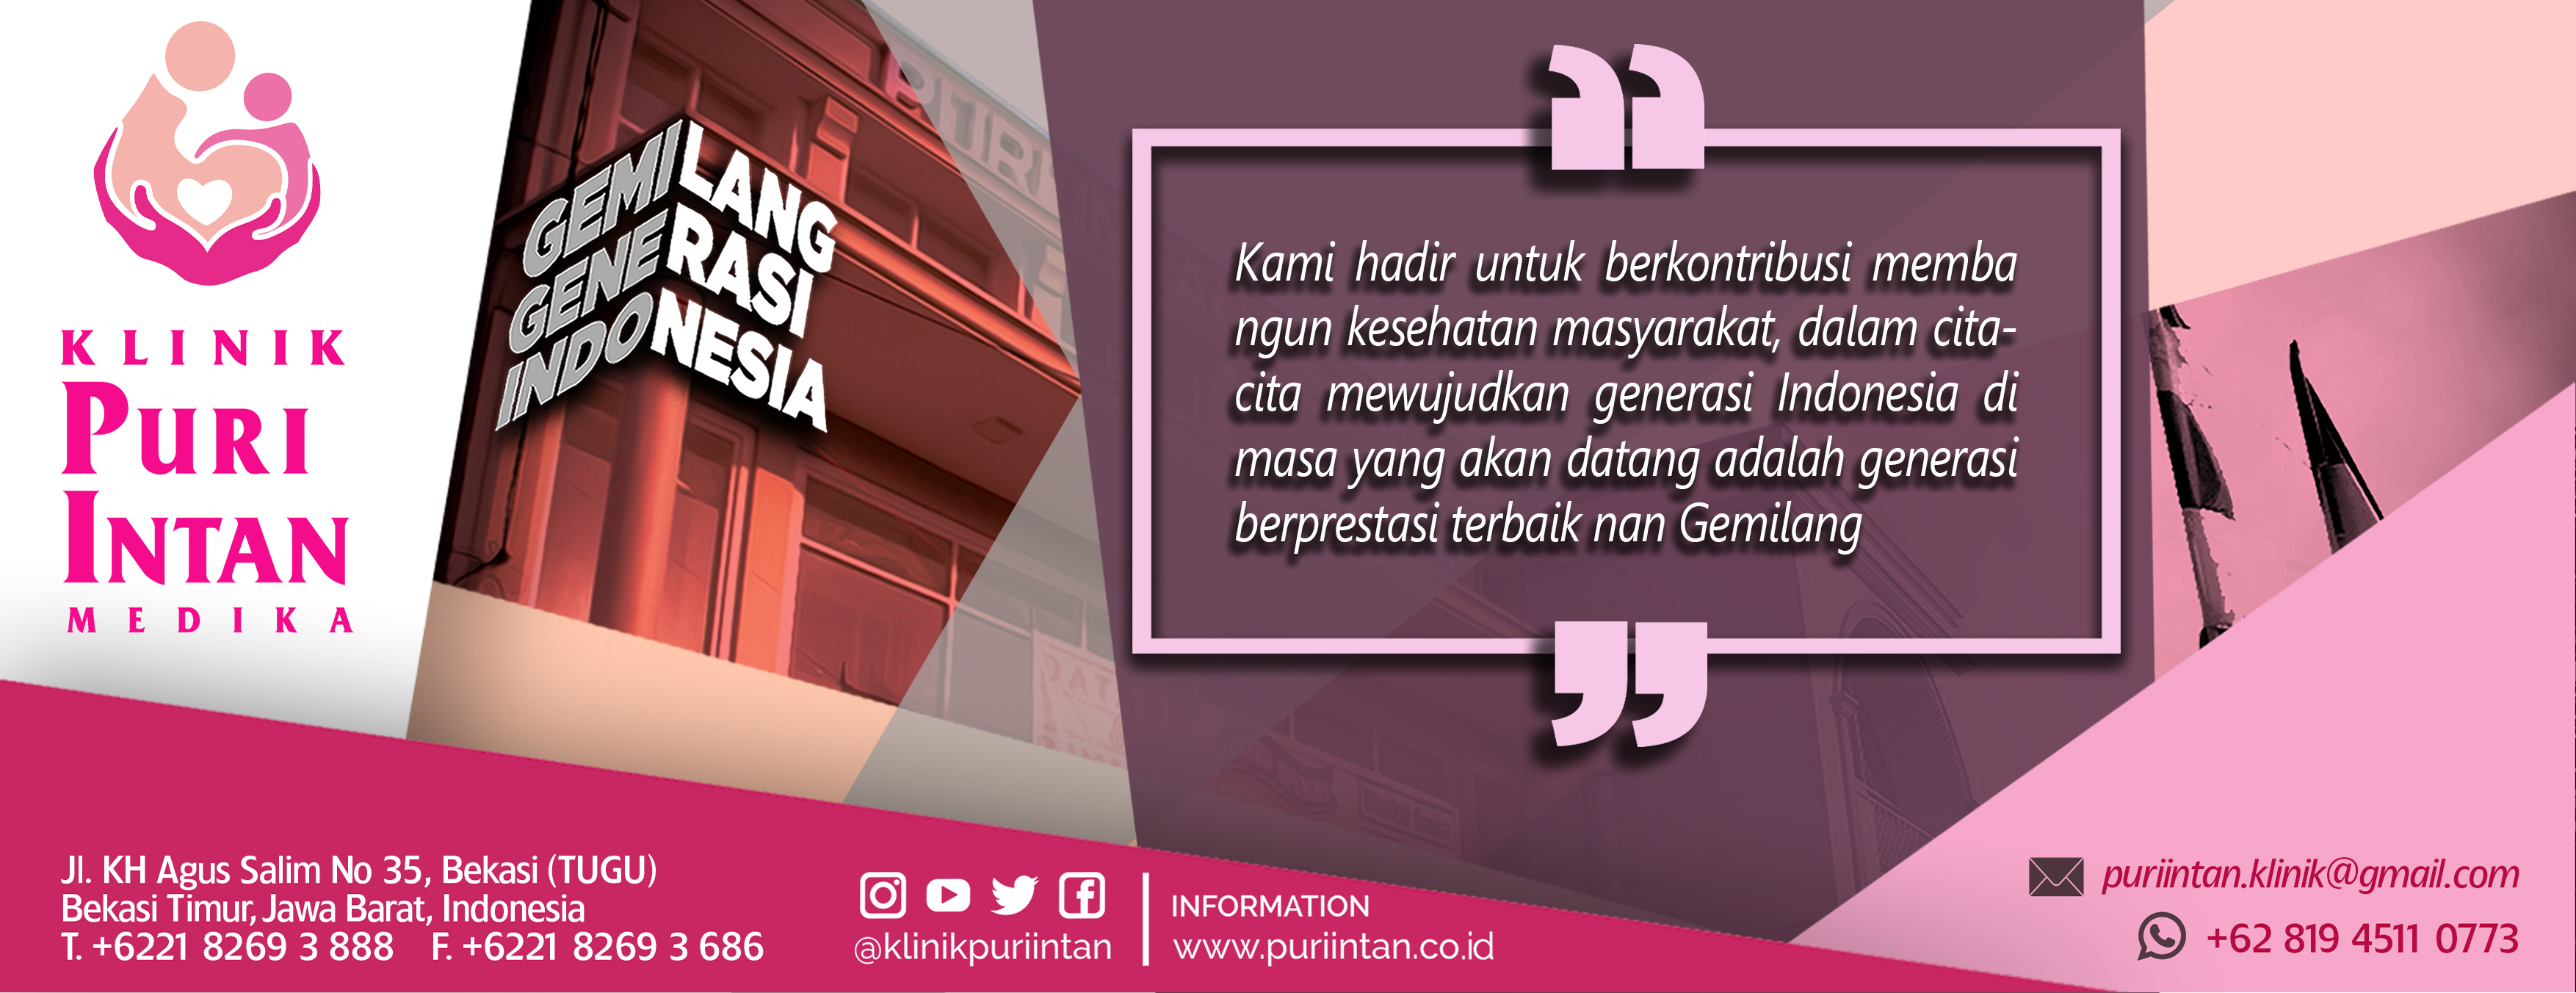 KLINIK
PURI
INTAN
MEDIKA
GEMILANG
GENERASI
INDONESIA
PURI
Kami hadir untuk berkontribusi memba
ngun kesehatan masyarakat, dalam cita-
cita mewujudkan generasi Indonesia di
masa yang akan datang adalah generasi
berprestasi terbaik nan Gemilang
Jl. KH Agus Salim No 35, Bekasi (TUGU)
Bekasi Timur, Jawa Barat, Indonesia
T. +6221 8269 3 888 F. +6221 8269 3 686
@klinikpuriintan
INFORMATION
www.puriintan.co.id
puriintan.klinik@gmail.com
+62 819 4511 0773